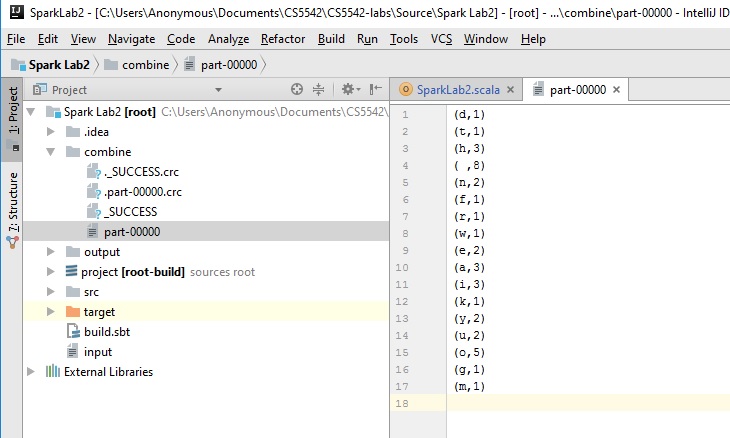 SparkLab2 - [C:\Users\Anonymous\Documents\CS5542\CS5542-labs\Source\Spark Lab2] - [root] - ...\combine\part-00000 - IntelliJ ID
File Edit View Navigate Code Analyze Refactor Build Run Tools VCS Window Help
Spark Lab2 combine part-00000
1: Project
7: Structure
Project
Spark Lab2 [root] C:\Users\Anonymous\Documents\CS5542\
.idea
combine
._SUCCESS.crc
.part-00000.crc
_SUCCESS
part-00000
output
project [root-build] sources root
src
target
build.sbt
input
External Libraries
SparkLab2.scala × part-00000 ×
1 (d,1)
2 (t,1)
3 (h,3)
4 ( ,8)
5 (n,2)
6 (f,1)
7 (r,1)
8 (w,1)
9 (e,2)
10 (a,3)
11 (i,3)
12 (k,1)
13 (y,2)
14 (u,2)
15 (o,5)
16 (g,1)
17 (m,1)
18